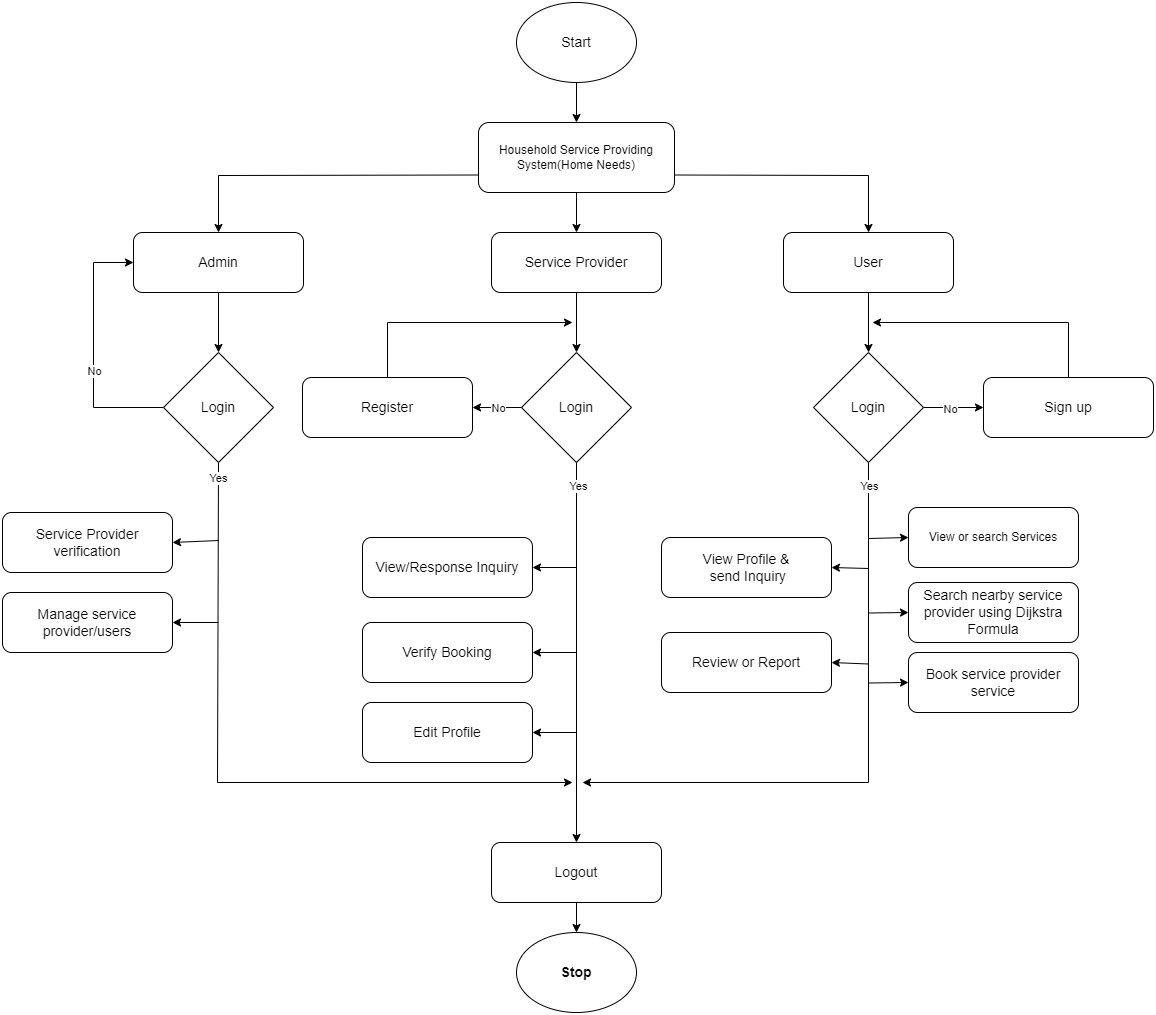 Start
Household Service Providing
System(Home Needs)
Admin
Service Provider
User
No
Login
Register
No
Login
Login
No
Sign up
Yes
Yes
Yes
Service Provider
verification
View/Response Inquiry
View Profile &
send Inquiry
View or search Services
Manage service
provider/users
Search nearby service
provider using Dijkstra
Formula
Verify Booking
Review or Report
Book service provider
service
Edit Profile
Logout
Stop